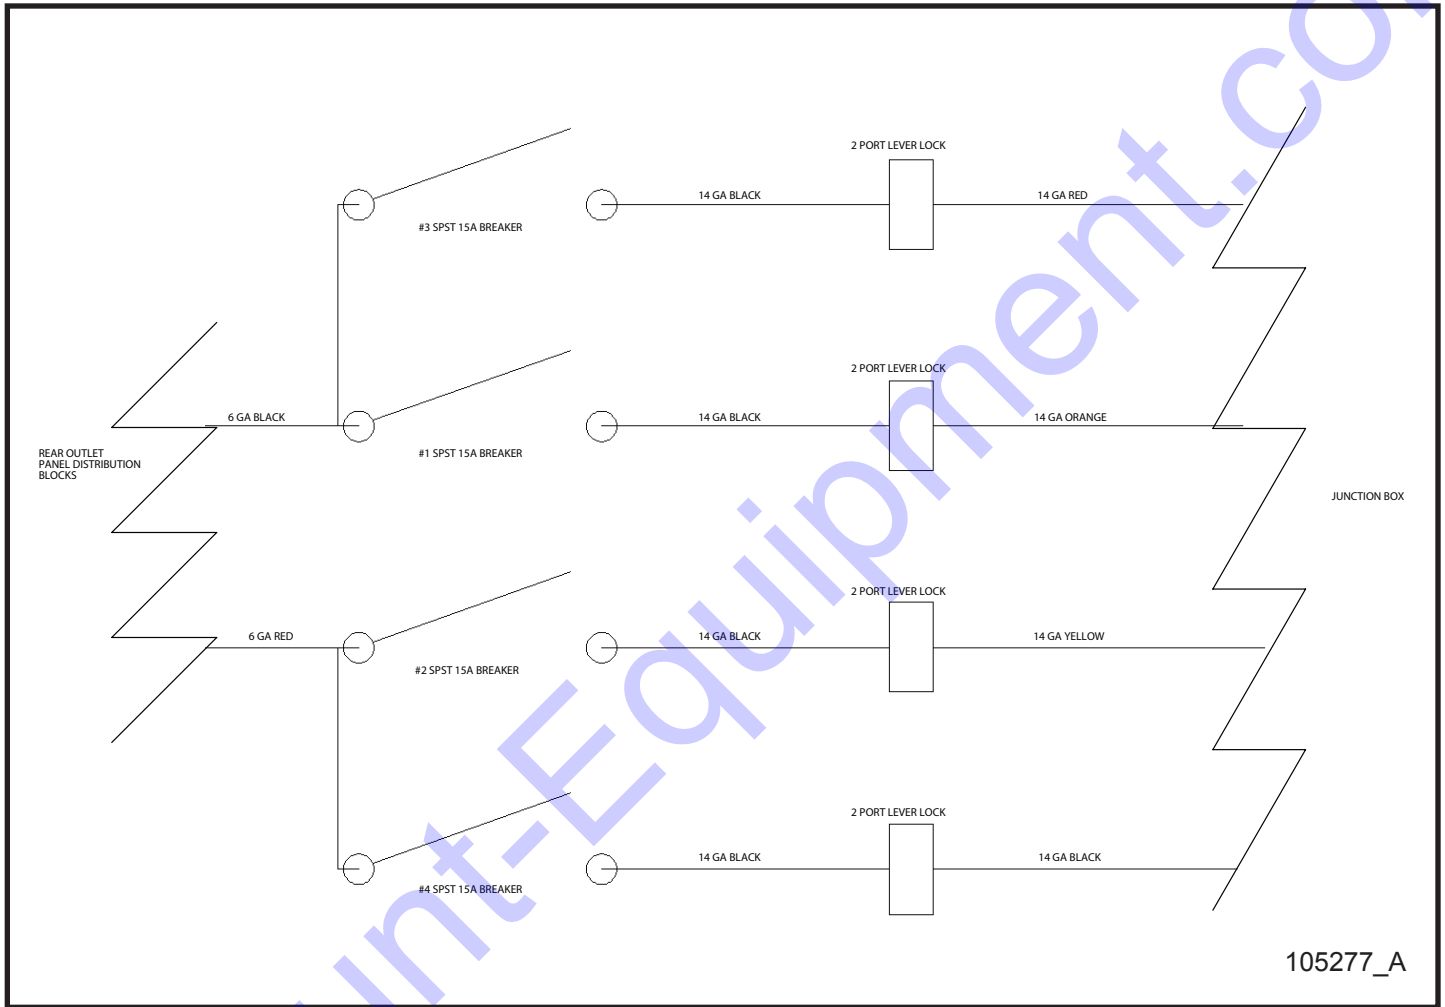 2 PORT LEVER LOCK
14 GA BLACK
14 GA RED
#3 SPST 15A BREAKER
2 PORT LEVER LOCK
6 GA BLACK
14 GA BLACK
14 GA ORANGE
#1 SPST 15A BREAKER
REAR OUTLET
PANEL DISTRIBUTION
BLOCKS
JUNCTION BOX
2 PORT LEVER LOCK
6 GA RED
14 GA BLACK
14 GA YELLOW
#2 SPST 15A BREAKER
2 PORT LEVER LOCK
14 GA BLACK
14 GA BLACK
#4 SPST 15A BREAKER
105277_A